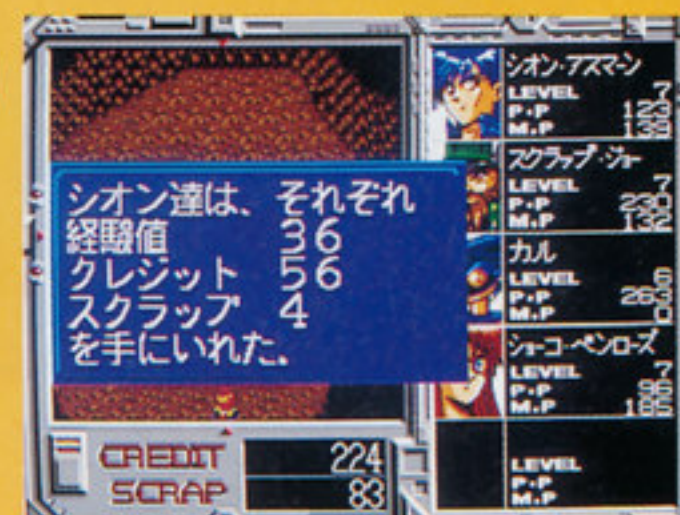 シオン達は、それぞれ
経験値 36
クレジット 56
スクラップ 4
を手にいれた.
CREDIT 224
SCRAP 83
シオン・アスマーン
LEVEL 7
P・P 123
M・P 139
スクラップ・ジョー
LEVEL 7
P・P 230
M・P 132
カル
LEVEL 6
P・P 263
M・P 0
ショーコ・ペンローズ
LEVEL 7
P・P 96
M・P 185
LEVEL
P・P
M・P